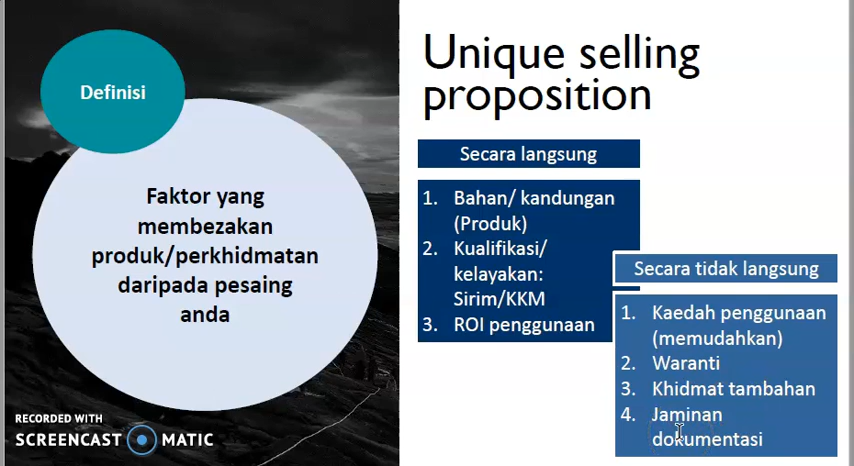 Definisi
Faktor yang
membezakan
produk/perkhidmatan
daripada pesaing
anda
Unique selling
proposition
Secara langsung
1. Bahan/ kandungan
(Produk)
2. Kualifikasi/
kelayakan:
Sirim/KKM
3. ROI penggunaan
Secara tidak langsung
1. Kaedah penggunaan
(memudahkan)
2. Waranti
3. Khidmat tambahan
4. Jaminan
dokumentasi
RECORDED WITH
SCREENCAST MATIC